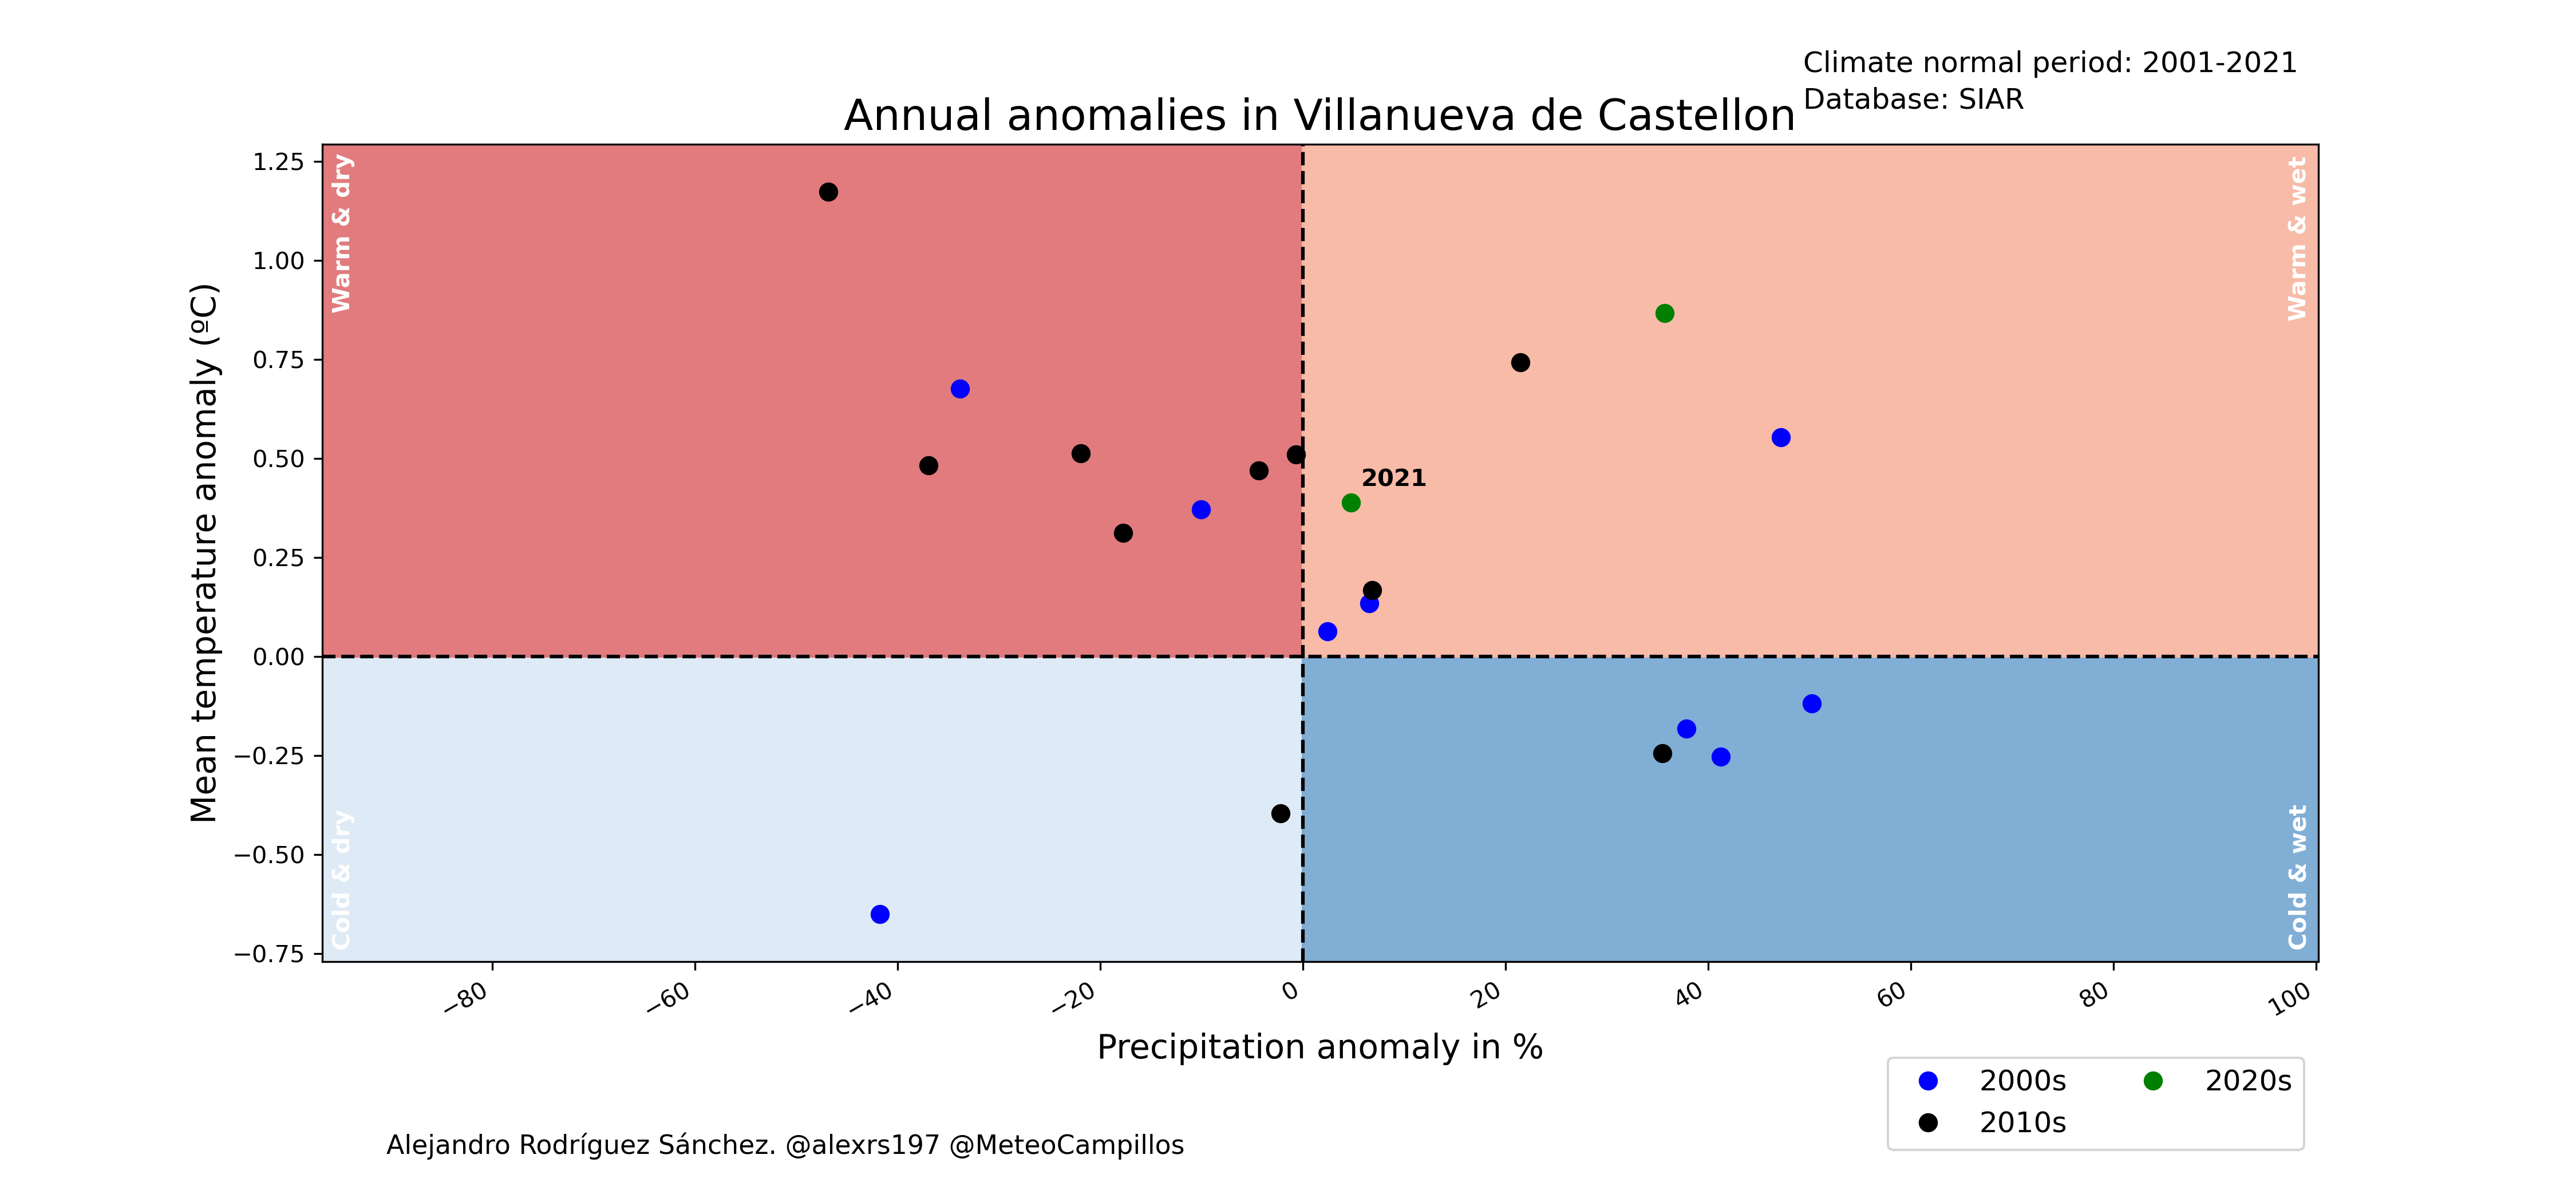 Climate normal period: 2001-2021
Database: SIAR
Annual anomalies in Villanueva de Castellon
Warm & dry
Warm & wet
Cold & dry
Cold & wet
Mean temperature anomaly (ºC)
1.25
1.00
0.75
0.50
0.25
0.00
−0.25
−0.50
−0.75
2021
−80
−60
−40
−20
0
20
40
60
80
100
Precipitation anomaly in %
2000s
2010s
2020s
Alejandro Rodríguez Sánchez. @alexrs197 @MeteoCampillos